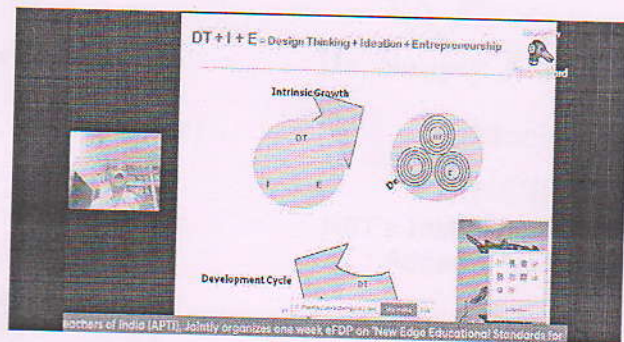 DT + I + E = Design Thinking + Ideation + Entrepreneurship
Intrinsic Growth
DT
I
E
DT
I
E
De
Development Cycle
DT
eachers of India (APTI), Jointly organizes one week eFDP on "New Edge Educational Standards for